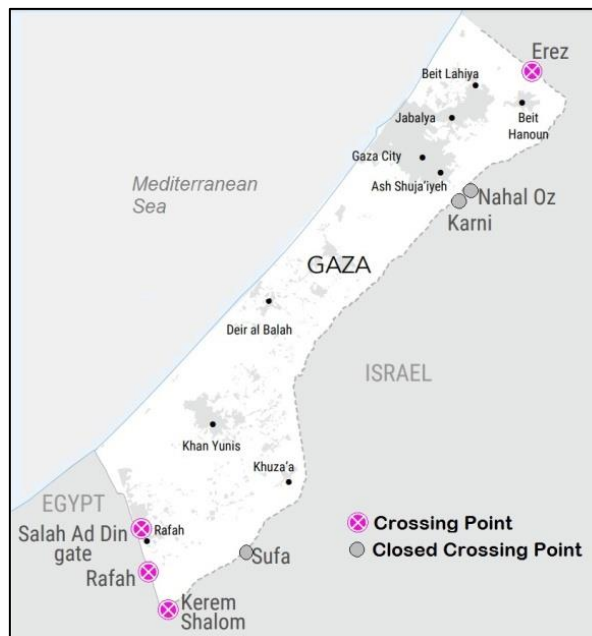 Erez
Beit Lahiya
Jabalya
Beit
Hanoun
Gaza City
Ash Shuja'iyeh
Mediterranean
Sea
Nahal Oz
Karni
GAZA
Deir al Balah
ISRAEL
Khan Yunis
Khuza'a
EGYPT
Salah Ad Din
gate
Rafah
Crossing Point
Closed Crossing Point
Sufa
Rafah
Kerem
Shalom